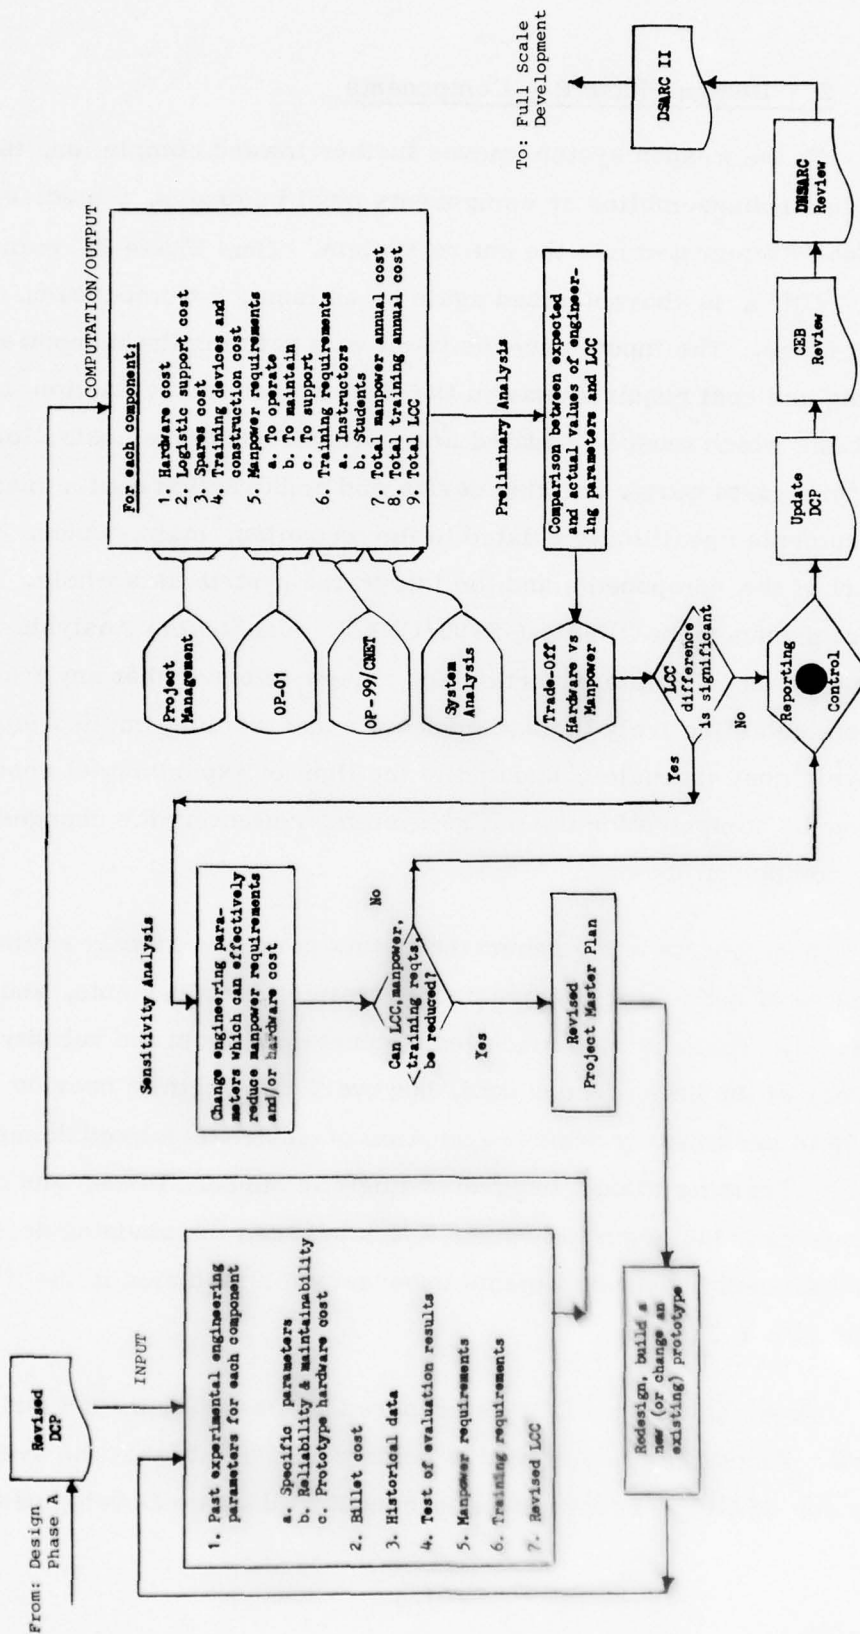 From: Design
Phase A
Revised
DCP
INPUT
1. Past experimental engineering
parameters for each component
a. Specific parameters
b. Reliability & maintainability
c. Prototype hardware cost
2. Billet cost
3. Historical data
4. Test of evaluation results
5. Manpower requirements
6. Training requirements
7. Revised LCC
Redesign, build a
new (or change an
existing) prototype
Sensitivity Analysis
Change engineering para-
meters which can effectively
reduce manpower requirements
and/or hardware cost
Can LCC, manpower,
training reqts,
be reduced?
No
Yes
Revised
Project Master Plan
COMPUTATION/OUTPUT
For each component:
1. Hardware cost
2. Logistic support cost
3. Spares cost
4. Training devices and
construction cost
5. Manpower requirements
a. To operate
b. To maintain
c. To support
6. Training requirements
a. Instructors
b. Students
7. Total manpower annual cost
8. Total training annual cost
9. Total LCC
Project
Management
OP-01
OP-99/CNET
System
Analysis
Preliminary Analysis
Comparison between expected
and actual values of engineer-
ing parameters and LCC
Trade-Off
Hardware vs
Manpower
LCC
difference
is significant
Yes
No
Reporting
Control
Update
DCP
CEB
Review
DNSARC
Review
DSARC II
To: Full Scale
Development